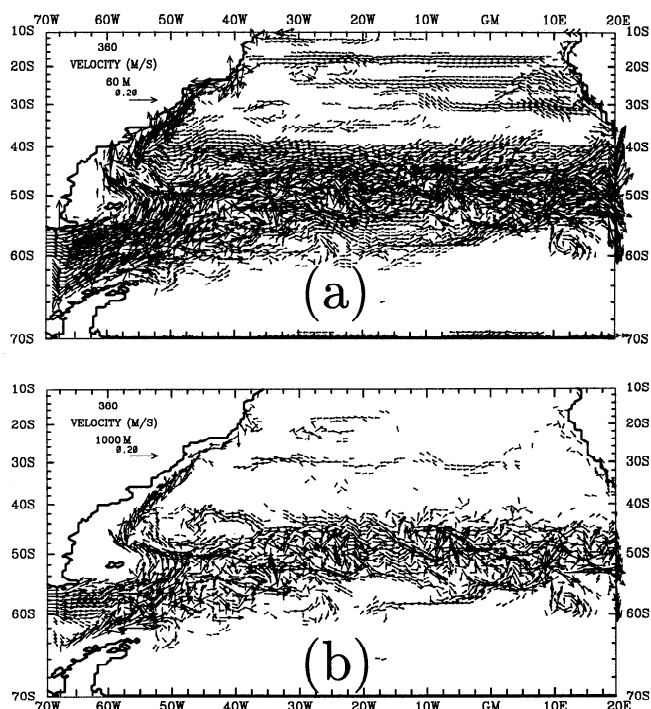 70W 60W 50W 40W 30W 20W 10W GM 10E 20E
10S 10S
360
VELOCITY (M/S)
20S 20S
60 M
0.20
30S 30S
40S 40S
50S 50S
60S 60S
(a)
70S 70S
10S 10S
360
VELOCITY (M/S)
20S 20S
1000 M
0.20
30S 30S
40S 40S
50S 50S
60S 60S
(b)
70S 70S
70W 60W 50W 40W 30W 20W 10W GM 10E 20E